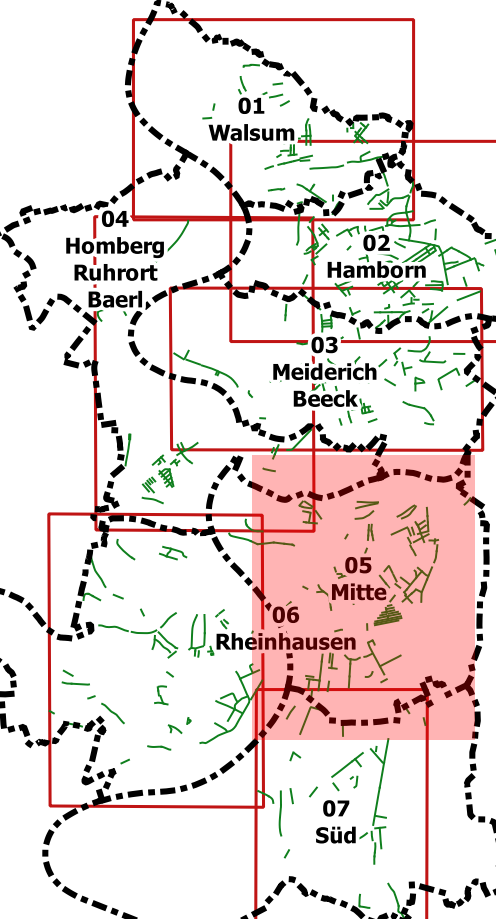 01
Walsum
04
Homberg
Ruhrort
Baerl
02
Hamborn
03
Meiderich
Beeck
05
Mitte
06
Rheinhausen
07
Süd